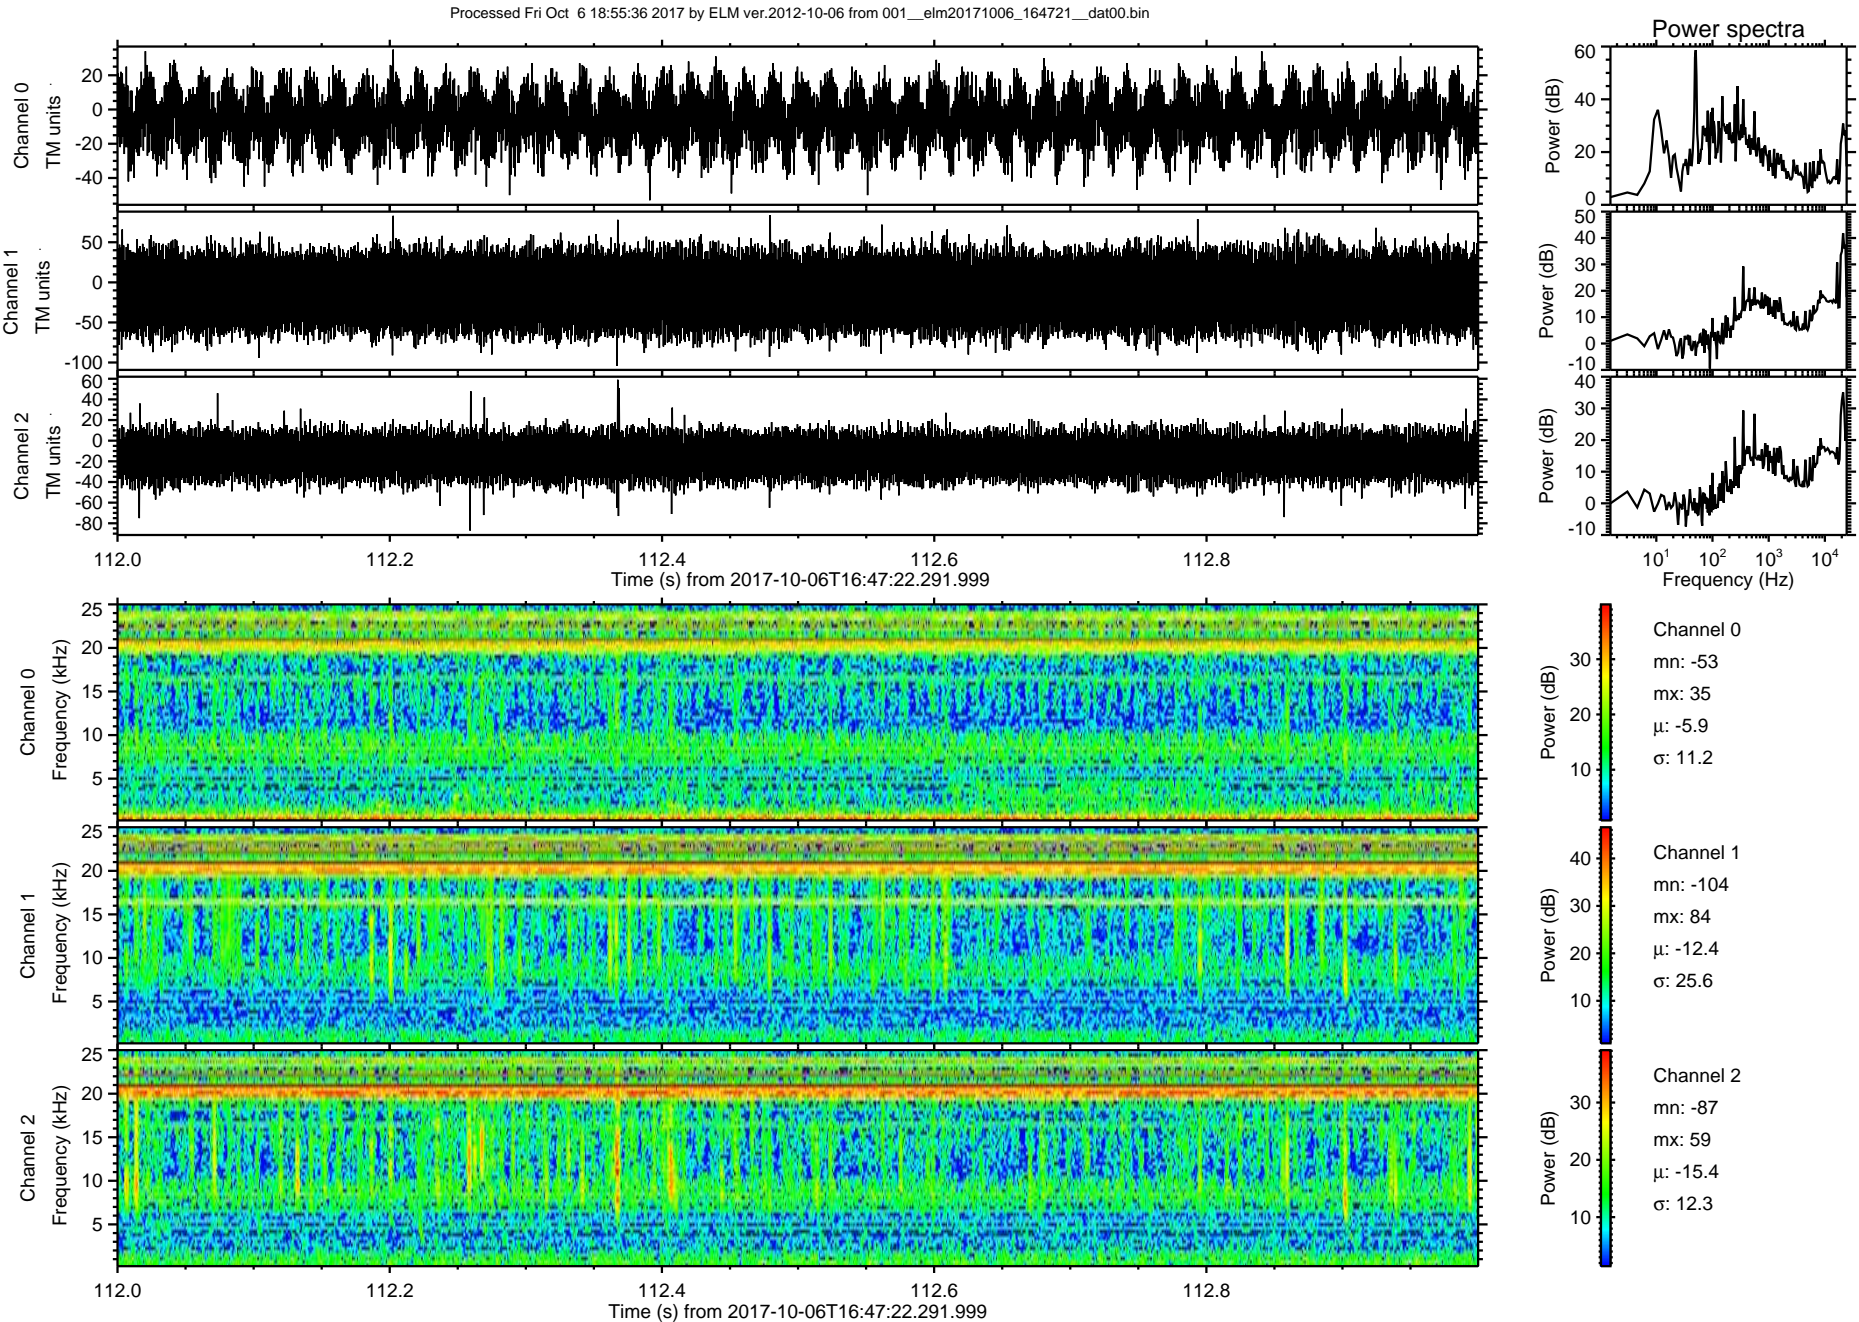 Processed Fri Oct  6 18:55:36 2017 by ELM ver.2012-10-06 from 001__elm20171006_164721__dat00.bin
Power spectra
Channel 0
TM units
20
0
-20
-40
Power (dB)
60
40
20
0
Channel 1
TM units
50
0
-50
-100
Power (dB)
50
40
30
20
10
0
-10
Channel 2
TM units
60
40
20
0
-20
-40
-60
-80
Power (dB)
40
30
20
10
0
-10
112.0 112.2 112.4 112.6 112.8
Time (s) from 2017-10-06T16:47:22.291.999
10¹ 10² 10³ 10⁴
Frequency (Hz)
Channel 0
Frequency (kHz)
25
20
15
10
5
Power (dB)
30
20
10
Channel 0
mn: -53
mx: 35
µ: -5.9
σ: 11.2
Channel 1
Frequency (kHz)
25
20
15
10
5
Power (dB)
40
30
20
10
Channel 1
mn: -104
mx: 84
µ: -12.4
σ: 25.6
Channel 2
Frequency (kHz)
25
20
15
10
5
Power (dB)
30
20
10
Channel 2
mn: -87
mx: 59
µ: -15.4
σ: 12.3
112.0 112.2 112.4 112.6 112.8
Time (s) from 2017-10-06T16:47:22.291.999